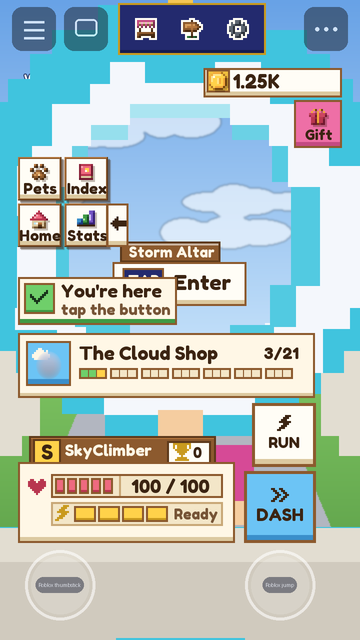 1.25K
Gift
Pets
Index
Home
Stats
Storm Altar
Enter
You're here
tap the button
The Cloud Shop
3/21
RUN
S
SkyClimber
0
100 / 100
Ready
DASH
Roblox thumbstick
Roblox jump